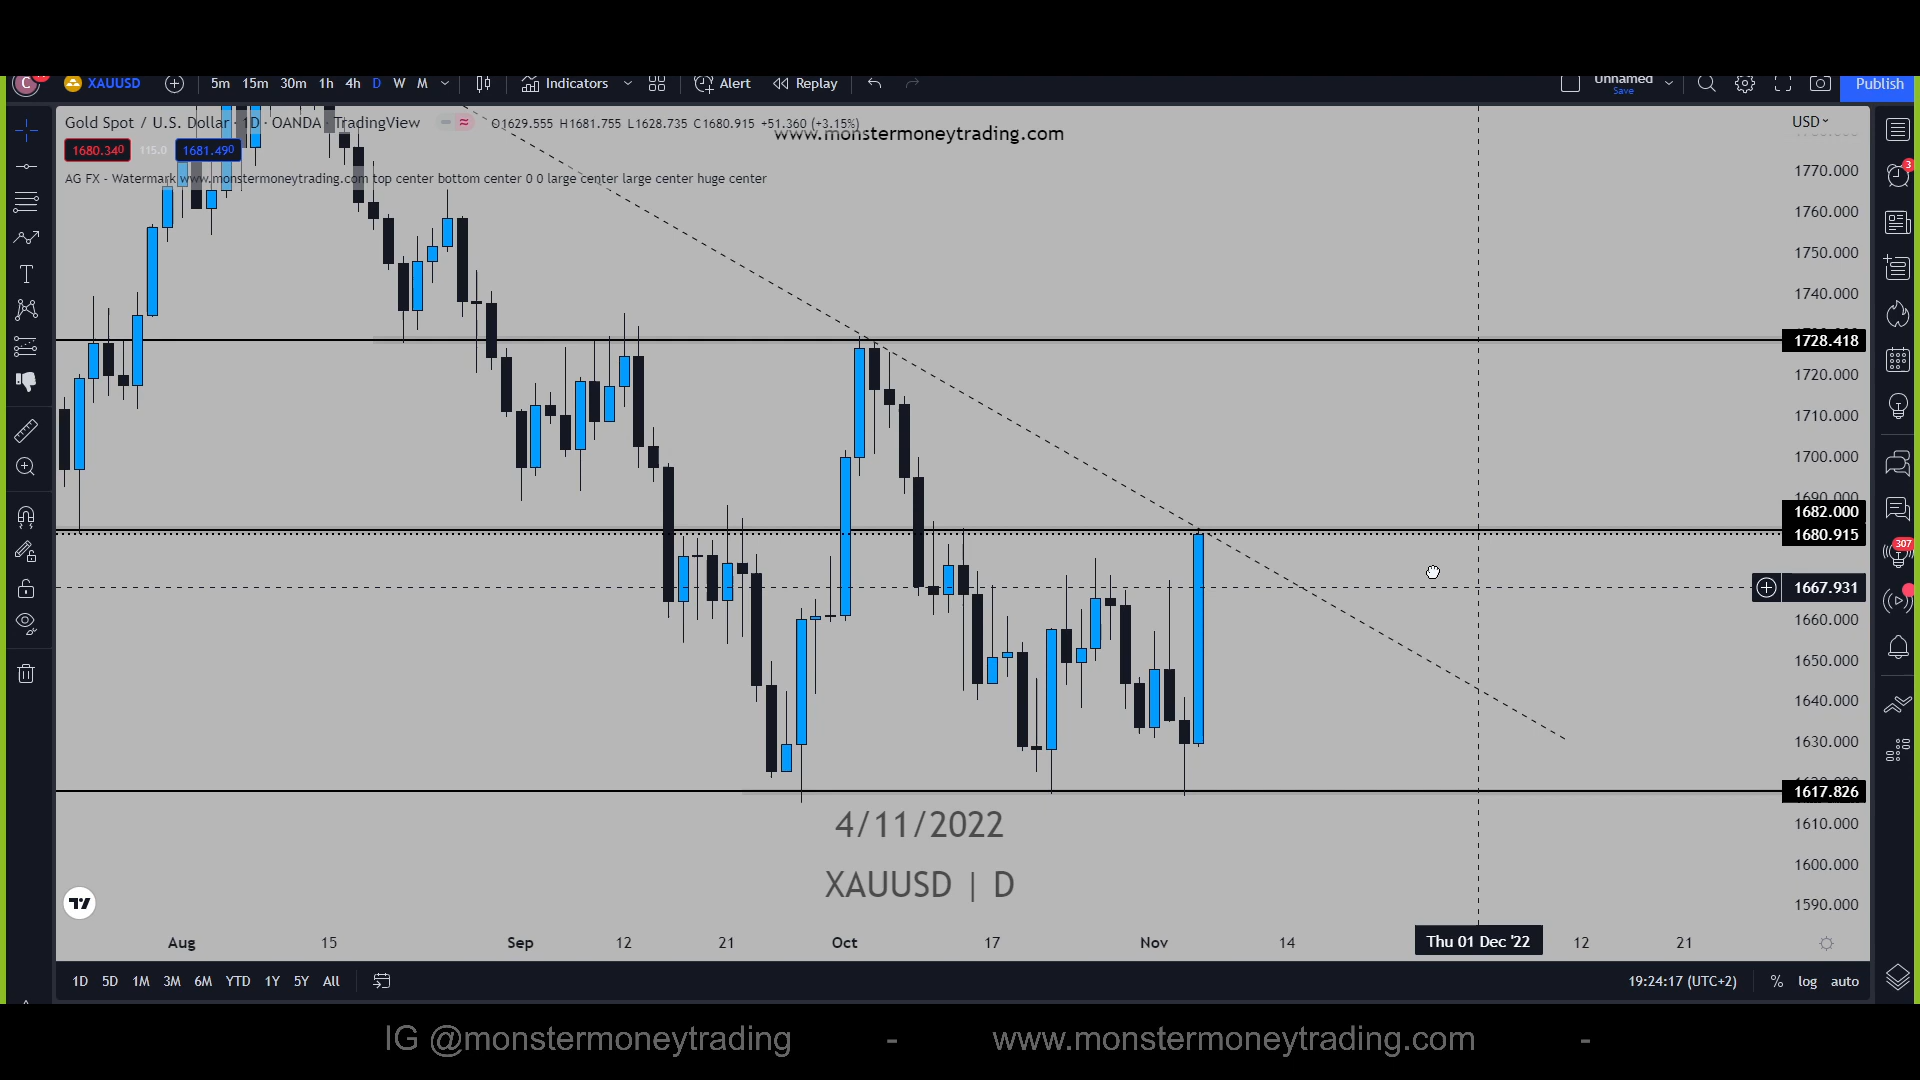 C XAUUSD 5m 15m 30m 1h 4h D W M Indicators Alert Replay Unnamed Save Publish
Gold Spot / U.S. Dollar · 1D · OANDA · TradingView O1629.555 H1681.755 L1628.735 C1680.915 +51.360 (+3.15%)
www.monstermoneytrading.com
USD
1680.340 115.0 1681.490
AG FX - Watermark www.monstermoneytrading.com top center bottom center 0 0 large center large center huge center
3
1770.000
1760.000
1750.000
1740.000
1728.418
1720.000
1710.000
1700.000
1690.000
1682.000
1680.915
307
1667.931
1660.000
1650.000
1640.000
1630.000
1617.826
1610.000
1600.000
1590.000
4/11/2022
XAUUSD | D
Aug 15 Sep 12 21 Oct 17 Nov 14 Thu 01 Dec '22 12 21
1D 5D 1M 3M 6M YTD 1Y 5Y All 19:24:17 (UTC+2) % log auto
IG @monstermoneytrading - www.monstermoneytrading.com -